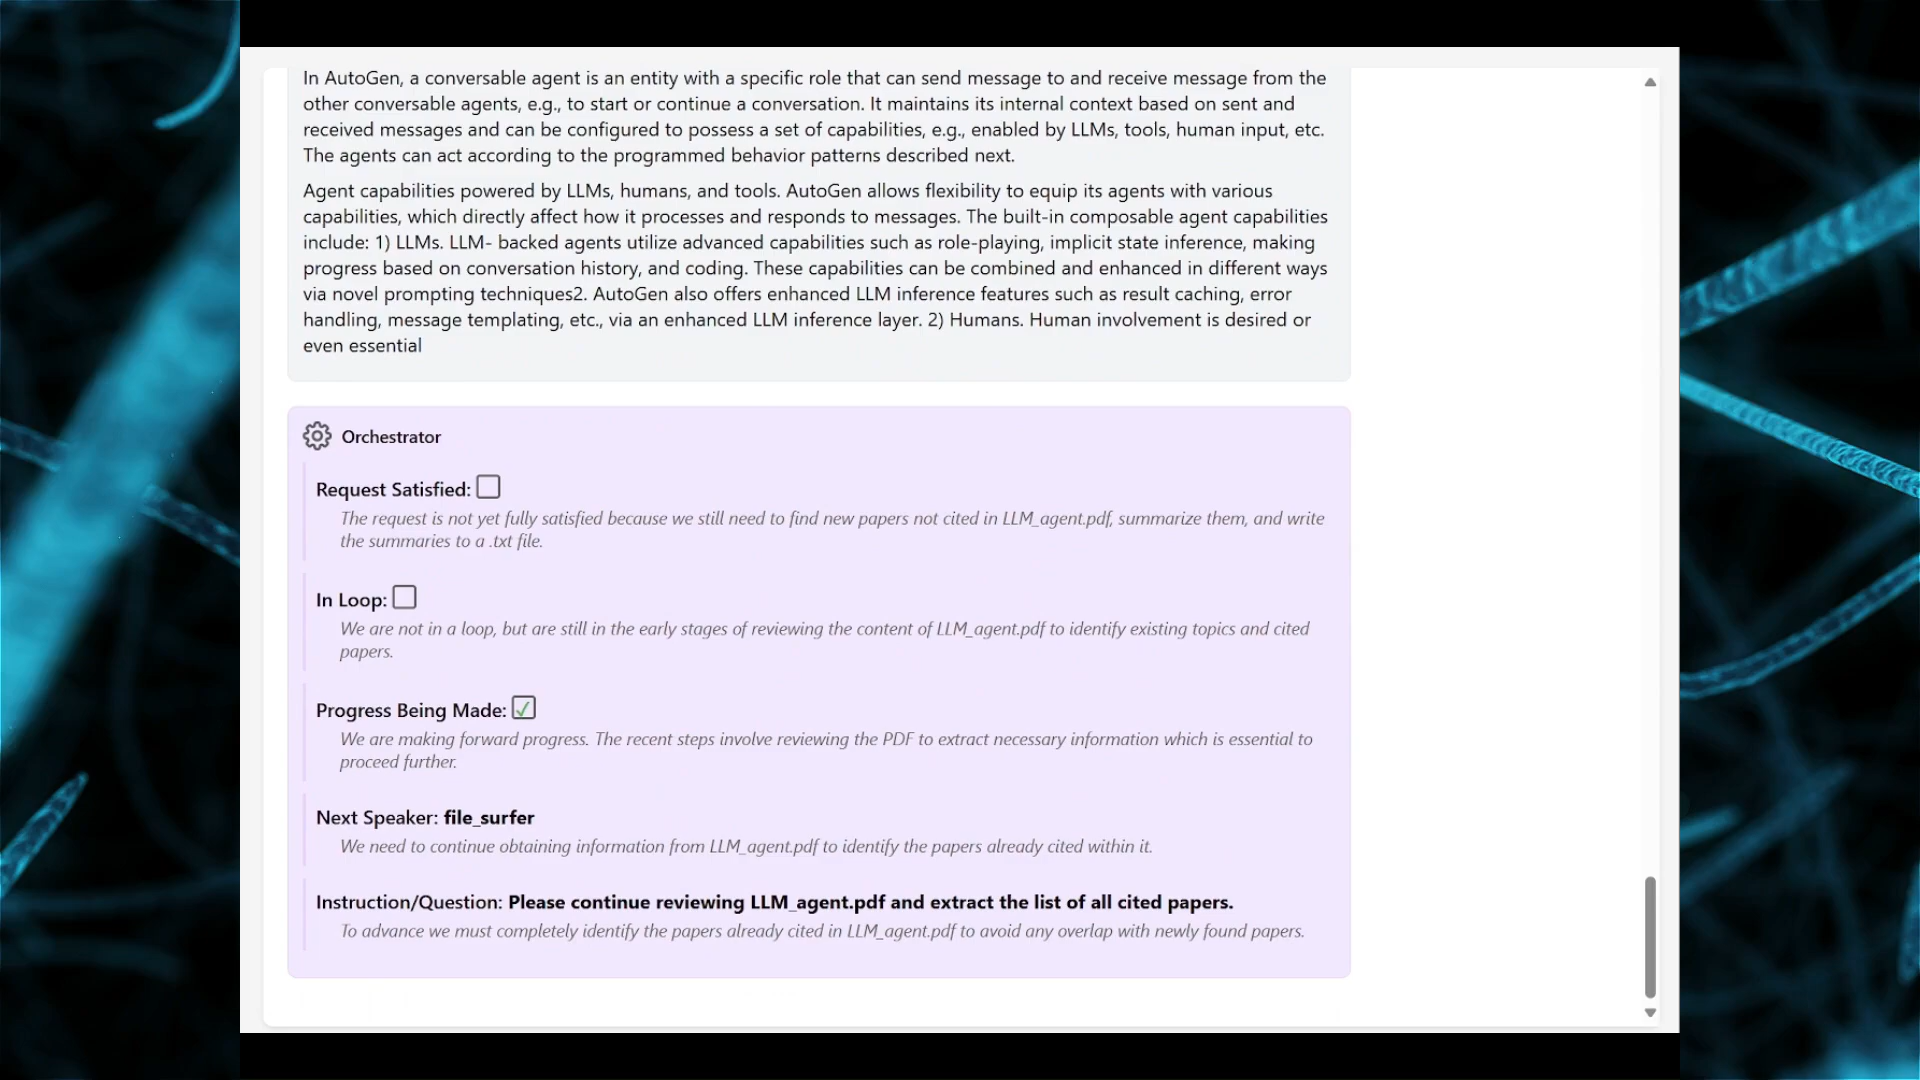 In AutoGen, a conversable agent is an entity with a specific role that can send message to and receive message from the
other conversable agents, e.g., to start or continue a conversation. It maintains its internal context based on sent and
received messages and can be configured to possess a set of capabilities, e.g., enabled by LLMs, tools, human input, etc.
The agents can act according to the programmed behavior patterns described next.
Agent capabilities powered by LLMs, humans, and tools. AutoGen allows flexibility to equip its agents with various
capabilities, which directly affect how it processes and responds to messages. The built-in composable agent capabilities
include: 1) LLMs. LLM- backed agents utilize advanced capabilities such as role-playing, implicit state inference, making
progress based on conversation history, and coding. These capabilities can be combined and enhanced in different ways
via novel prompting techniques2. AutoGen also offers enhanced LLM inference features such as result caching, error
handling, message templating, etc., via an enhanced LLM inference layer. 2) Humans. Human involvement is desired or
even essential
Orchestrator
Request Satisfied:
The request is not yet fully satisfied because we still need to find new papers not cited in LLM_agent.pdf, summarize them, and write
the summaries to a .txt file.
In Loop:
We are not in a loop, but are still in the early stages of reviewing the content of LLM_agent.pdf to identify existing topics and cited
papers.
Progress Being Made:
We are making forward progress. The recent steps involve reviewing the PDF to extract necessary information which is essential to
proceed further.
Next Speaker: file_surfer
We need to continue obtaining information from LLM_agent.pdf to identify the papers already cited within it.
Instruction/Question: Please continue reviewing LLM_agent.pdf and extract the list of all cited papers.
To advance we must completely identify the papers already cited in LLM_agent.pdf to avoid any overlap with newly found papers.